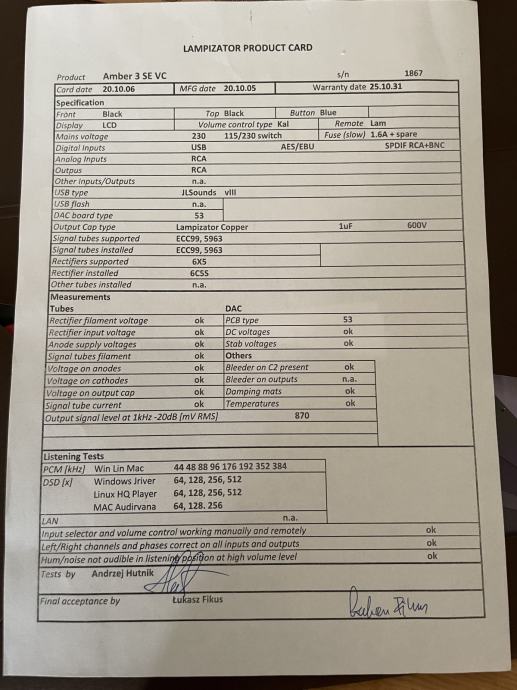 LAMPIZATOR PRODUCT CARD
Product Amber 3 SE VC s/n 1867
Card date 20.10.06 MFG date 20.10.05 Warranty date 25.10.31
Specification
Front Black Top Black Button Blue
Display LCD Volume control type Kal Remote Lam
Mains voltage 230 115/230 switch Fuse (slow) 1.6A + spare
Digital Inputs USB AES/EBU SPDIF RCA+BNC
Analog Inputs RCA
Outpus RCA
Other Inputs/Outputs n.a.
USB type JLSounds vIII
USB flash n.a.
DAC board type 53
Output Cap type Lampizator Copper 1uF 600V
Signal tubes supported ECC99, 5963
Signal tubes installed ECC99, 5963
Rectifiers supported 6X5
Rectifier installed 6C5S
Other tubes installed n.a.
Measurements
Tubes DAC
Rectifier filament voltage ok PCB type 53
Rectifier input voltage ok DC voltages ok
Anode supply voltages ok Stab voltages ok
Signal tubes filament ok Others
Voltage on anodes ok Bleeder on C2 present ok
Voltage on cathodes ok Bleeder on outputs n.a.
Voltage on output cap ok Damping mats ok
Signal tube current ok Temperatures ok
Output signal level at 1kHz -20dB [mV RMS] 870
Listening Tests
PCM [kHz] Win Lin Mac 44 48 88 96 176 192 352 384
DSD [x] Windows Jriver 64, 128, 256, 512
Linux HQ Player 64, 128, 256, 512
MAC Audirvana 64, 128. 256
LAN n.a.
Input selector and volume control working manually and remotely ok
Left/Right channels and phases correct on all inputs and outputs ok
Hum/noise not audible in listening position at high volume level ok
Tests by Andrzej Hutnik
Final acceptance by Łukasz Fikus